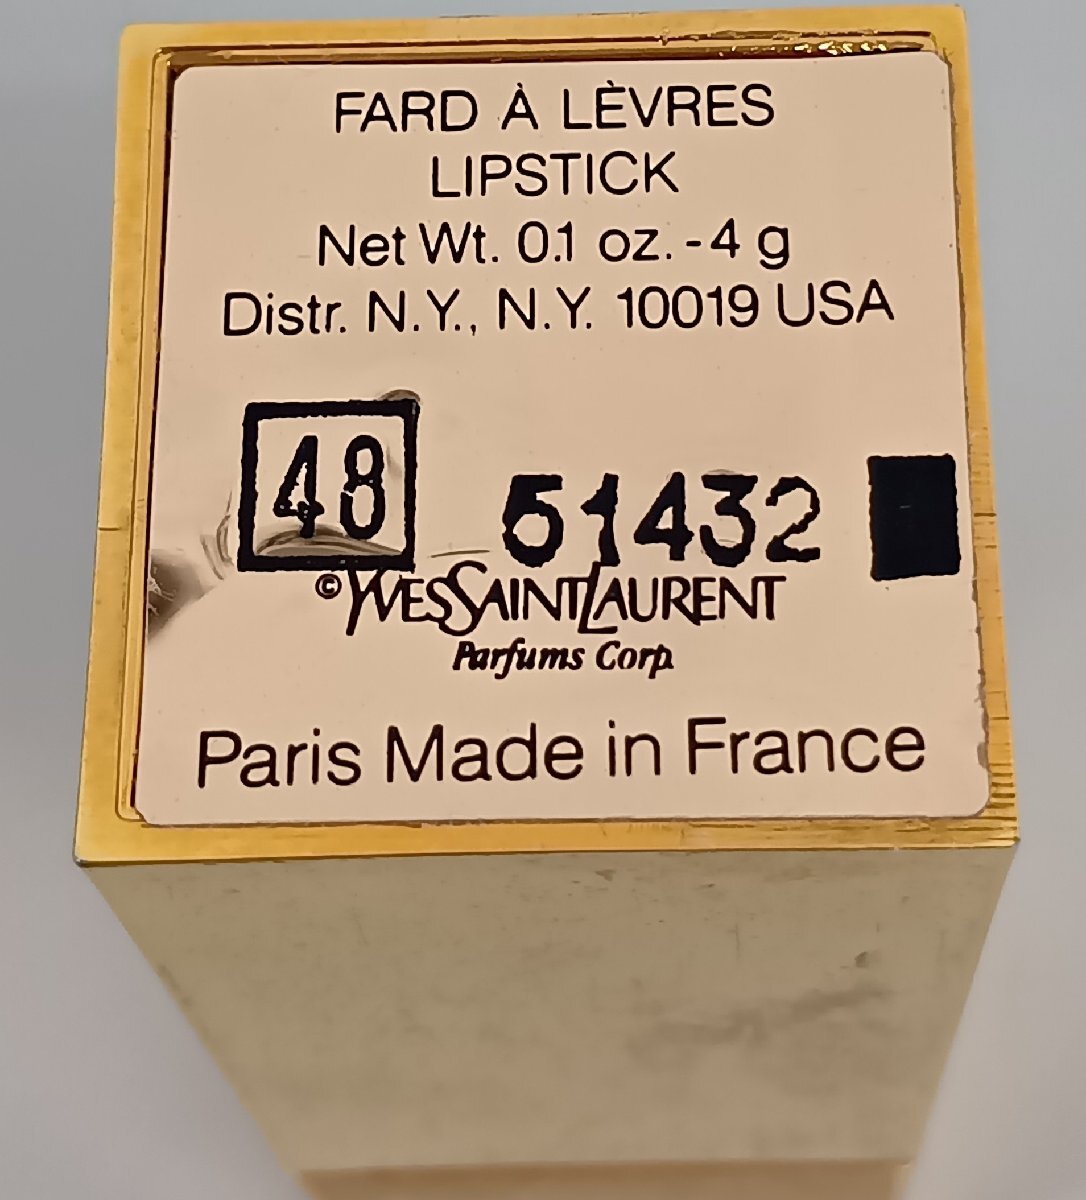 FARD À LÈVRES
LIPSTICK
Net Wt. 0.1 oz. - 4 g
Distr. N.Y., N.Y. 10019 USA
48 51432
© YVESSAINTLAURENT
Parfums Corp.
Paris Made in France